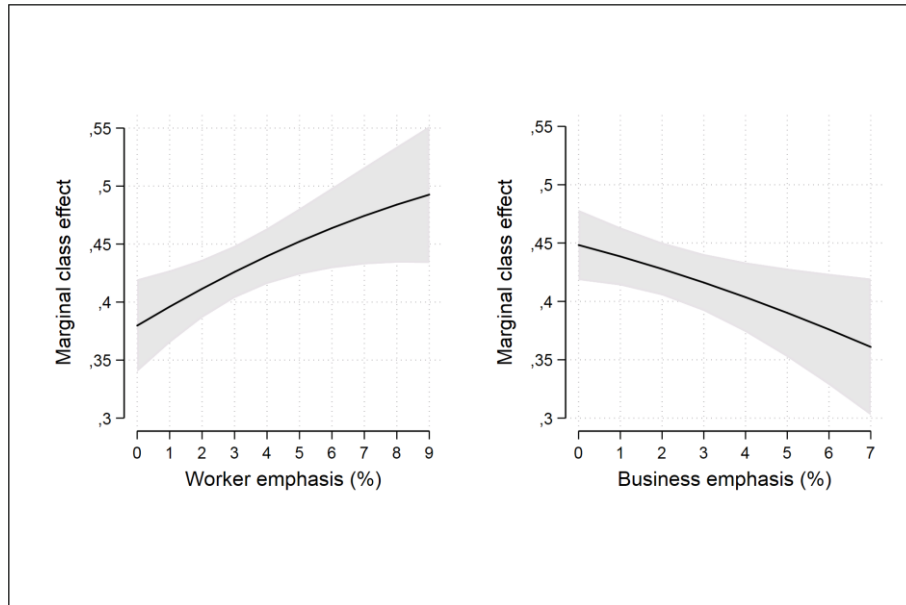 Marginal class effect
,55
,5
,45
,4
,35
,3
0 1 2 3 4 5 6 7 8 9
Worker emphasis (%)
Marginal class effect
,55
,5
,45
,4
,35
,3
0 1 2 3 4 5 6 7
Business emphasis (%)